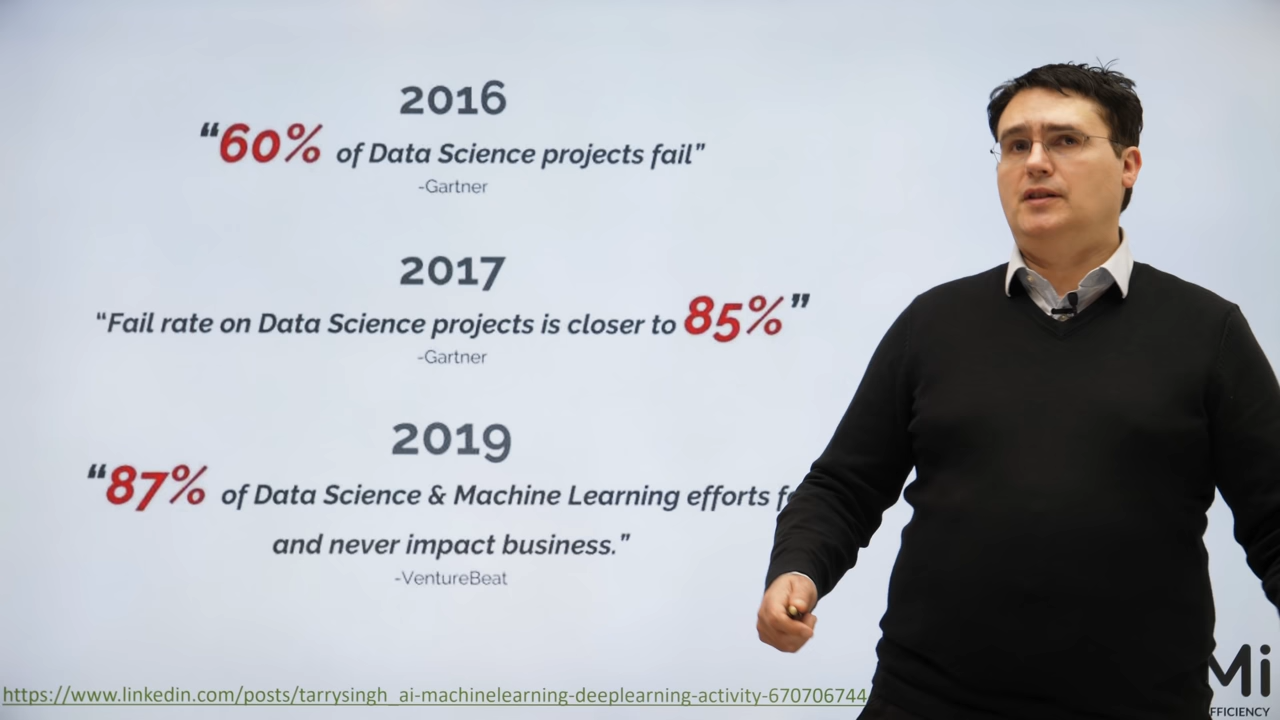 2016
“60% of Data Science projects fail”
-Gartner
2017
“Fail rate on Data Science projects is closer to 85%”
-Gartner
2019
“87% of Data Science & Machine Learning efforts
and never impact business.”
-VentureBeat
https://www.linkedin.com/posts/tarrysingh_ai-machinelearning-deeplearning-activity-670706744